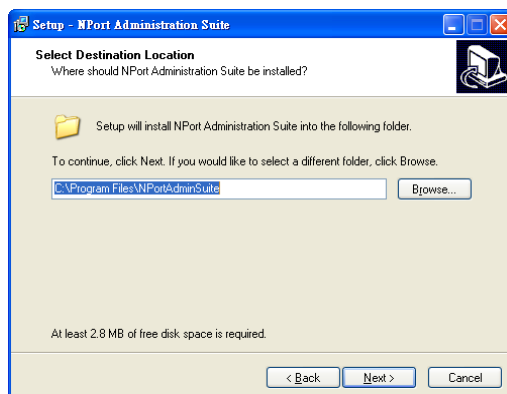 Setup - NPort Administration Suite
Select Destination Location
Where should NPort Administration Suite be installed?
Setup will install NPort Administration Suite into the following folder.
To continue, click Next. If you would like to select a different folder, click Browse.
C:\Program Files\NPortAdminSuite
Browse...
At least 2.8 MB of free disk space is required.
< Back
Next >
Cancel